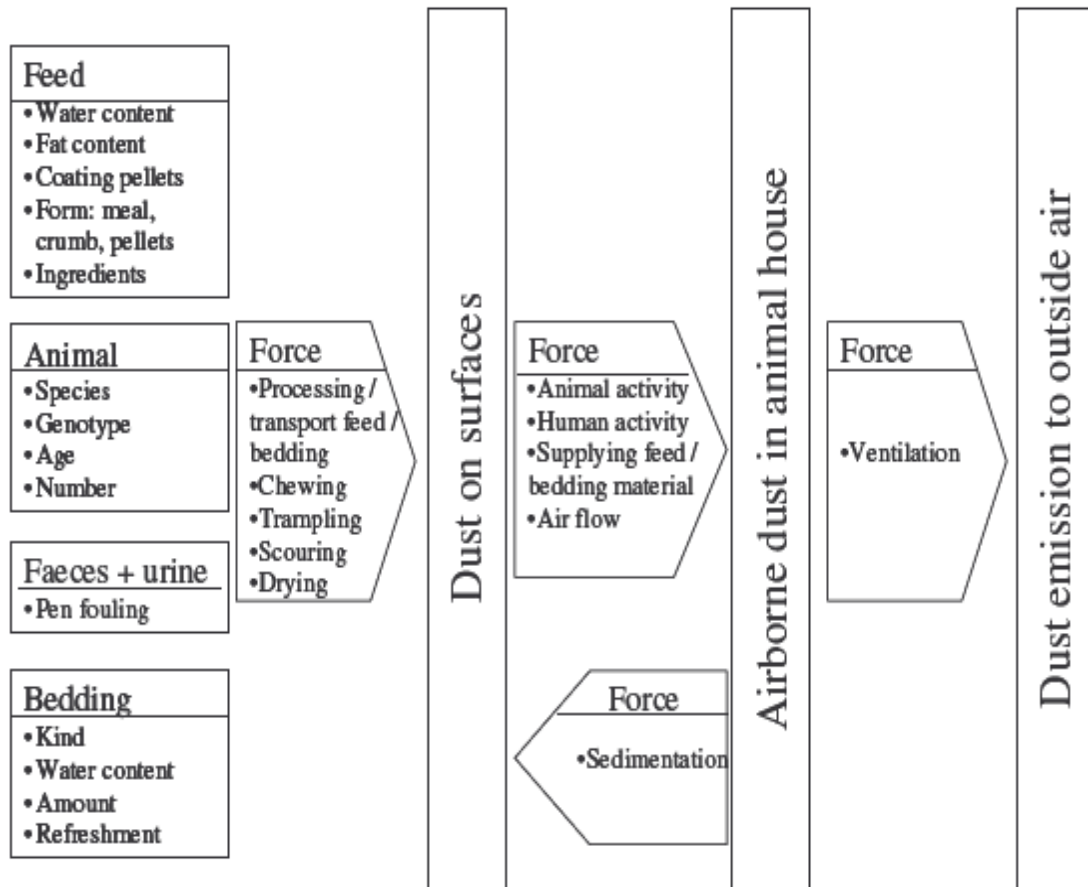 Feed
•Water content
•Fat content
•Coating pellets
•Form: meal,
crumb, pellets
•Ingredients
Animal
•Species
•Genotype
•Age
•Number
Faeces + urine
•Pen fouling
Bedding
•Kind
•Water content
•Amount
•Refreshment
Force
•Processing /
transport feed /
bedding
•Chewing
•Trampling
•Scouring
•Drying
Dust on surfaces
Force
•Animal activity
•Human activity
•Supplying feed /
bedding material
•Air flow
Force
•Sedimentation
Airborne dust in animal house
Force
•Ventilation
Dust emission to outside air